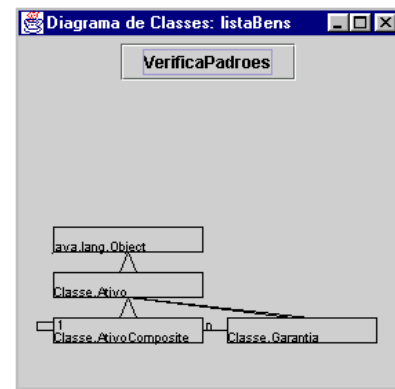 Diagrama de Classes: listaBens
VerificaPadroes
java.lang.Object
Classe.Ativo
1
n
Classe.AtivoComposite
Classe.Garantia